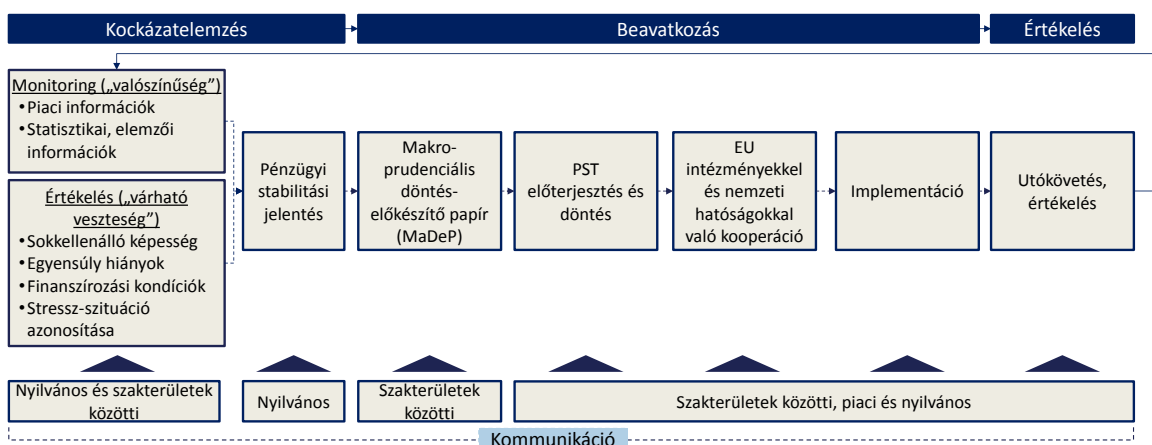 Kockázatelemzés
Beavatkozás
Értékelés
Monitoring („valószínűség”)
• Piaci információk
• Statisztikai, elemzői
információk
Értékelés („várható
veszteség”)
• Sokkellenálló képesség
• Egyensúly hiányok
• Finanszírozási kondíciók
• Stressz-szituáció
azonosítása
Pénzügyi
stabilitási
jelentés
Makro-
prudenciális
döntés-
előkészítő papír
(MaDeP)
PST
előterjesztés és
döntés
EU
intézményekkel
és nemzeti
hatóságokkal
való kooperáció
Implementáció
Utókövetés,
értékelés
Nyilvános és szakterületek
közötti
Nyilvános
Szakterületek
közötti
Szakterületek közötti, piaci és nyilvános
Kommunikáció